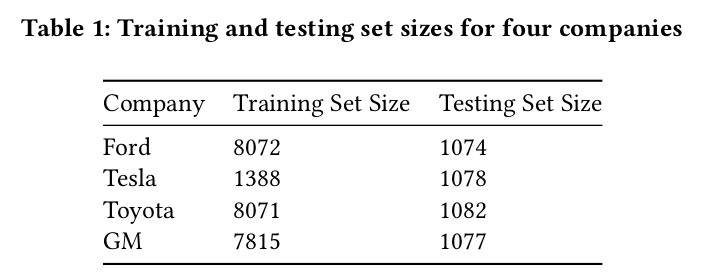 Table 1: Training and testing set sizes for four companies
Company Training Set Size Testing Set Size
Ford 8072 1074
Tesla 1388 1078
Toyota 8071 1082
GM 7815 1077